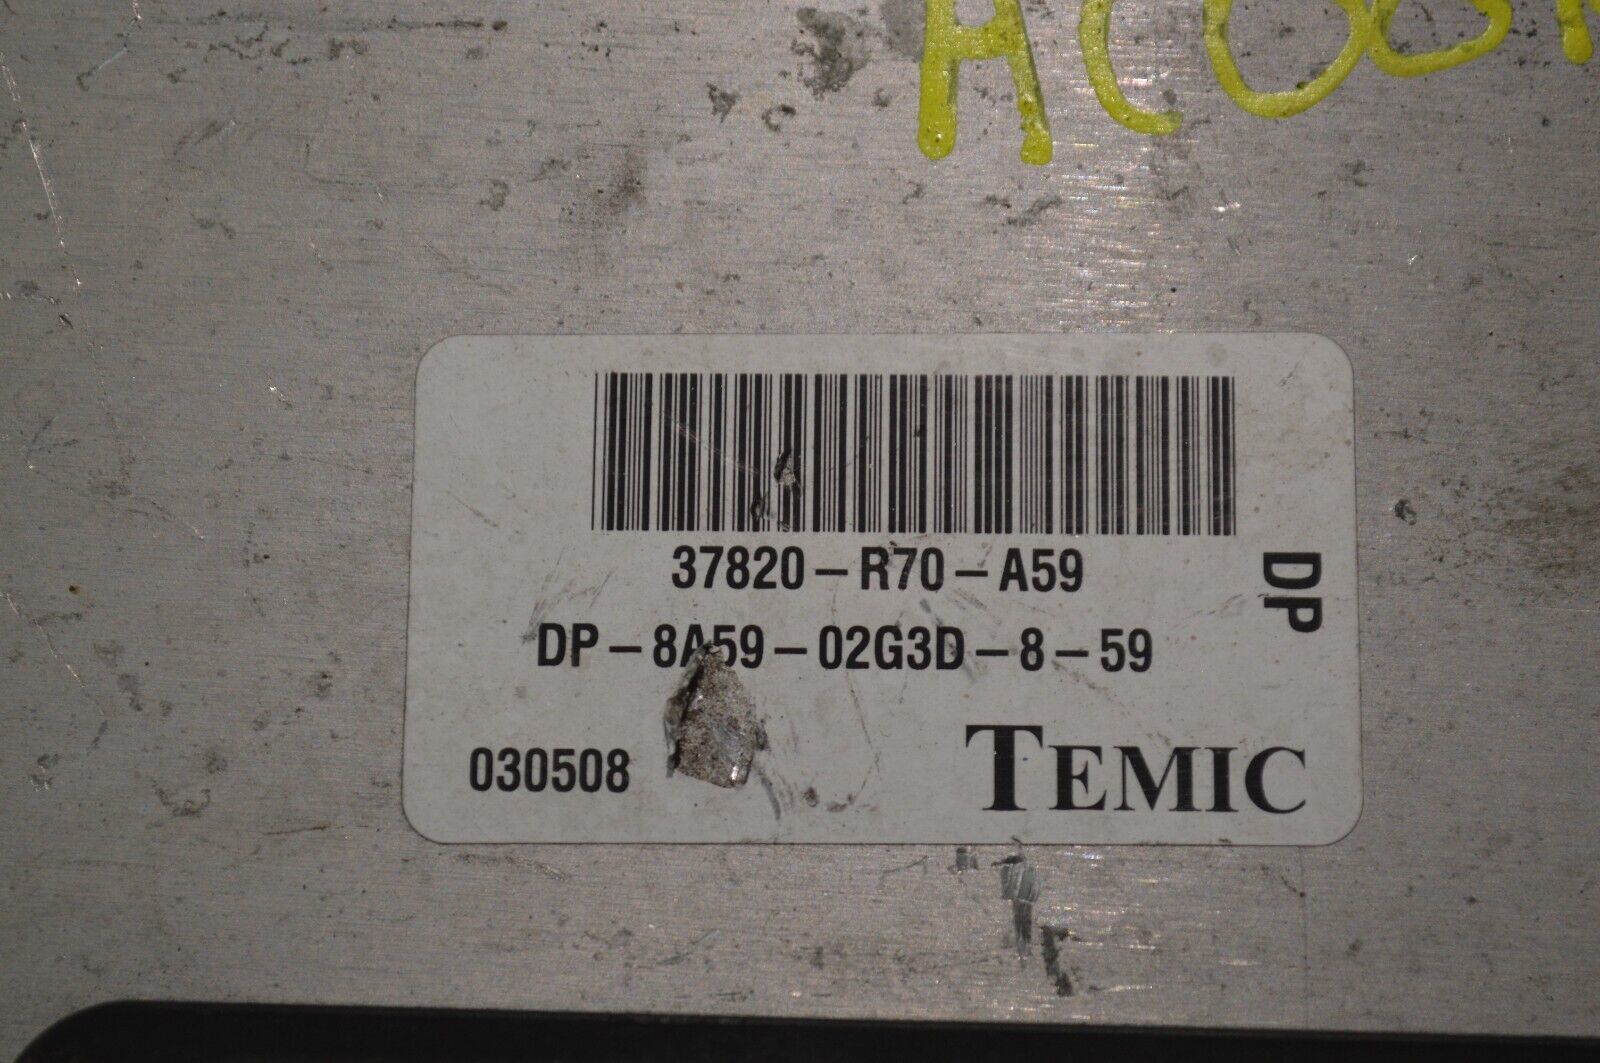 37820-R70-A59
DP-8A59-02G3D-8-59
DP
030508
TEMIC